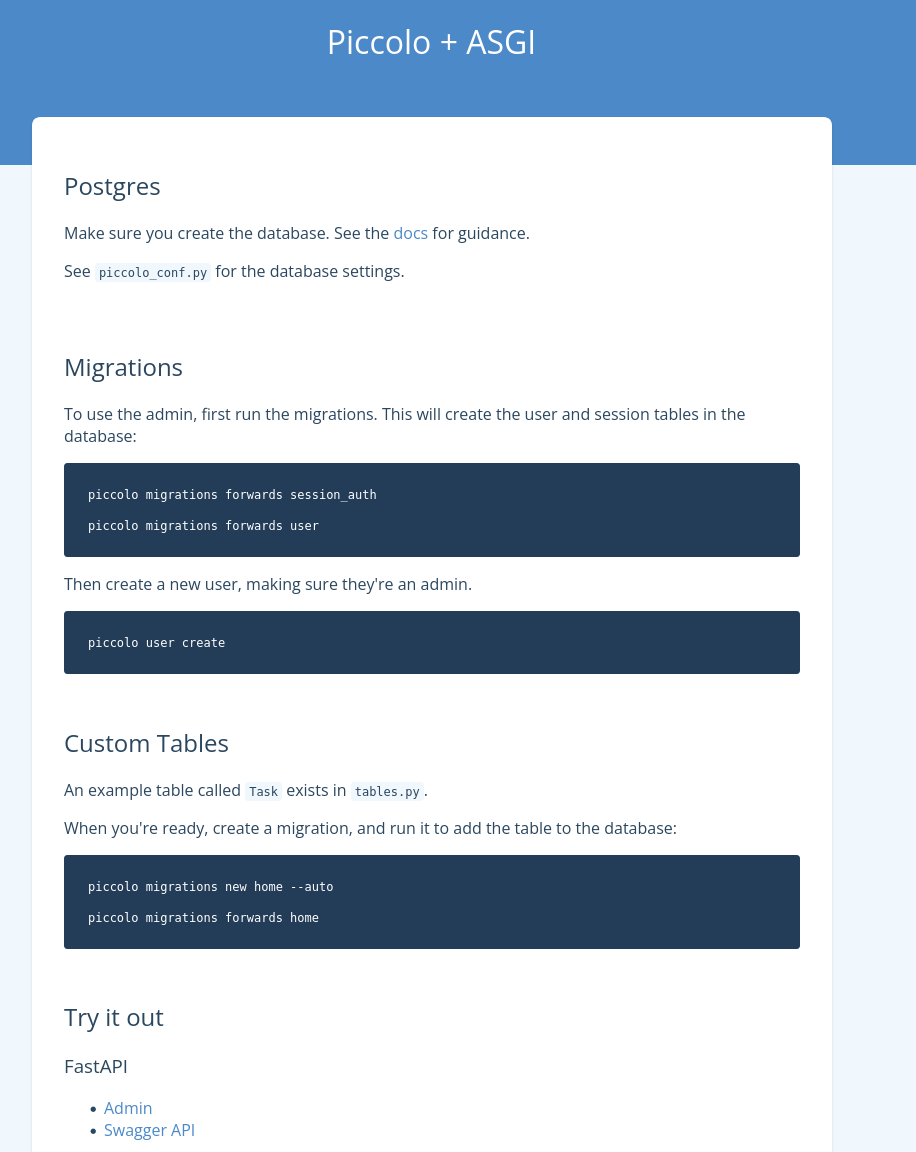 Piccolo + ASGI
Postgres
Make sure you create the database. See the docs for guidance.
See piccolo_conf.py for the database settings.
Migrations
To use the admin, first run the migrations. This will create the user and session tables in the
database:
piccolo migrations forwards session_auth
piccolo migrations forwards user
Then create a new user, making sure they're an admin.
piccolo user create
Custom Tables
An example table called Task exists in tables.py.
When you're ready, create a migration, and run it to add the table to the database:
piccolo migrations new home --auto
piccolo migrations forwards home
Try it out
FastAPI
• Admin
• Swagger API